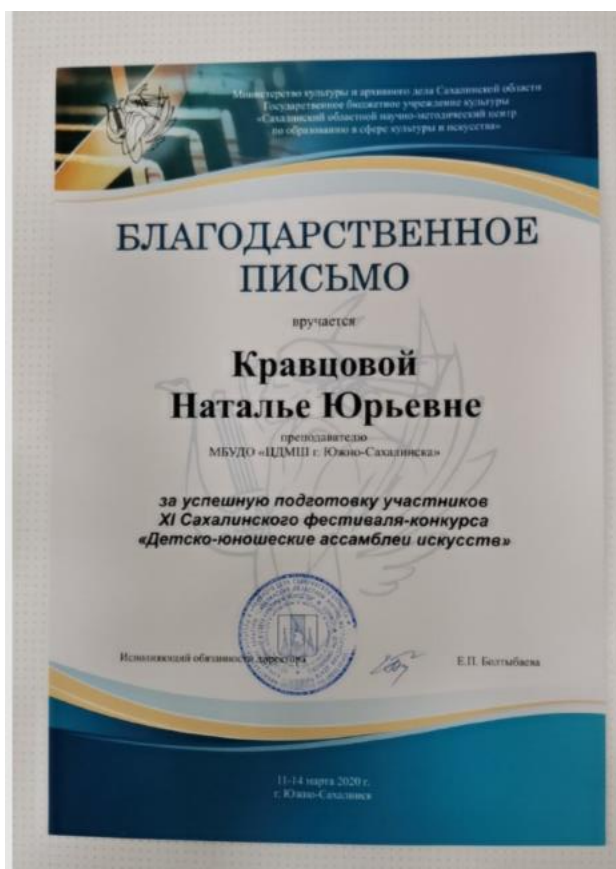 Министерство культуры и архивного дела Сахалинской области
Государственное бюджетное учреждение культуры
«Сахалинский областной научно-методический центр
по образованию в сфере культуры и искусства»
БЛАГОДАРСТВЕННОЕ
ПИСЬМО
вручается
Кравцовой
Наталье Юрьевне
преподавателю
МБУДО «ЦДМШ г. Южно-Сахалинска»
за успешную подготовку участников
XI Сахалинского фестиваля-конкурса
«Детско-юношеские ассамблеи искусств»
Исполняющий обязанности директора Е.П. Болтыбаева
11-14 марта 2020 г.
г. Южно-Сахалинск